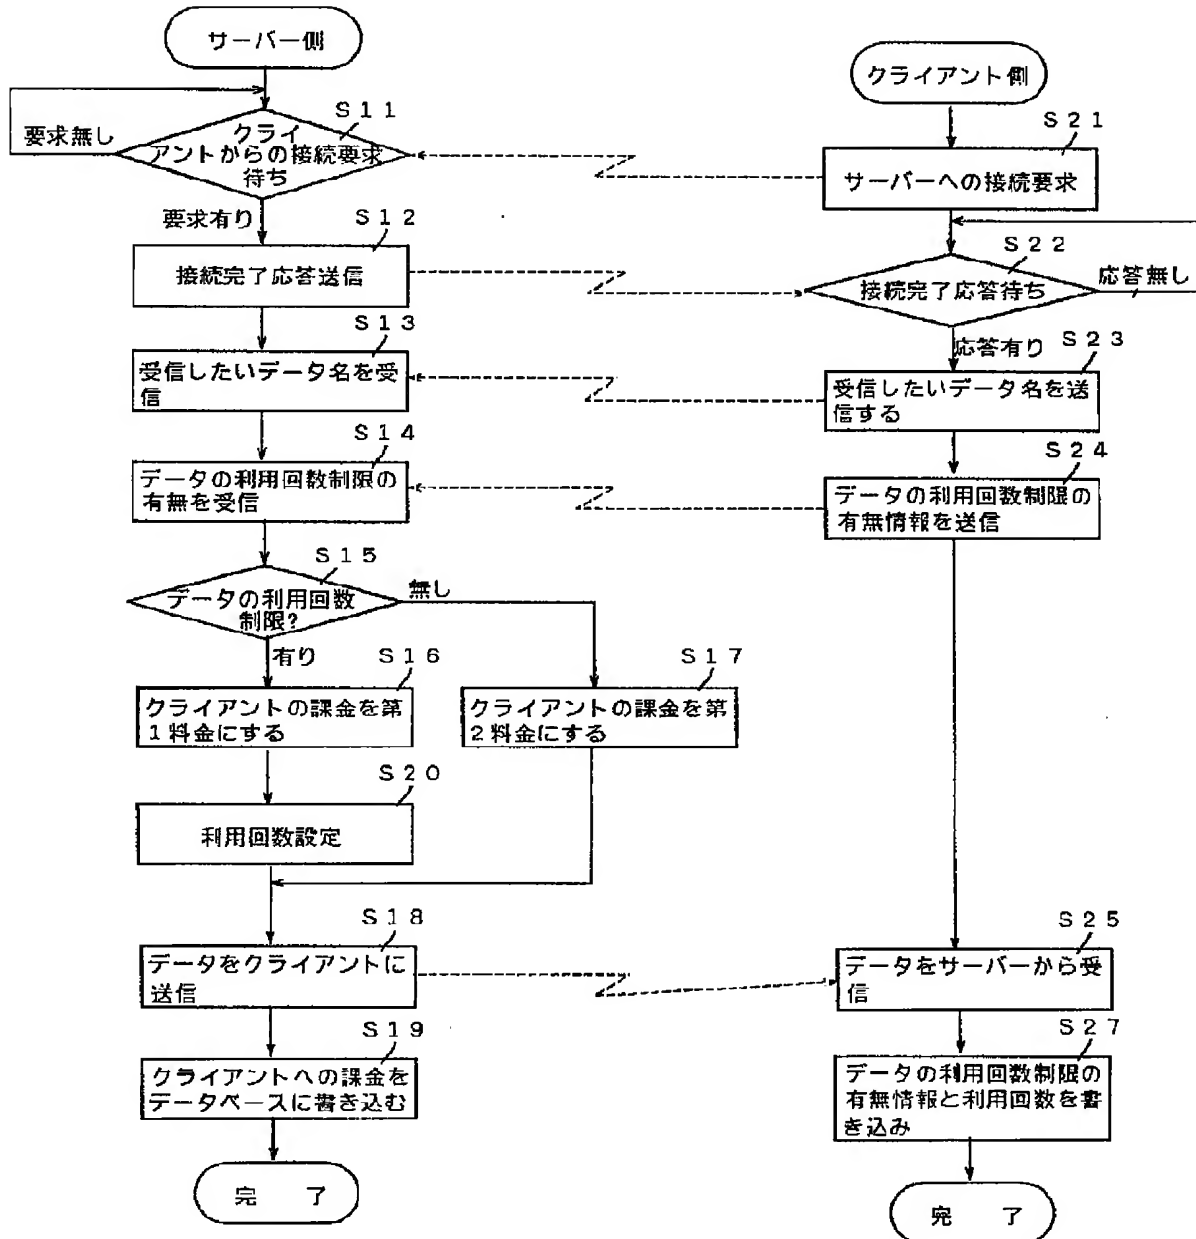 サーバー側
S11
要求無し
クライ
アントからの接続要求
待ち
要求有り
S12
接続完了応答送信
S13
受信したいデータ名を受
信
S14
データの利用回数制限の
有無を受信
S15
データの利用回数
制限?
無し
有り
S16
クライアントの課金を第
1料金にする
S17
クライアントの課金を第
2料金にする
S20
利用回数設定
S18
データをクライアントに
送信
S19
クライアントへの課金を
データベースに書き込む
完 了
クライアント側
S21
サーバーへの接続要求
S22
接続完了応答待ち
応答無し
応答有り
S23
受信したいデータ名を送
信する
S24
データの利用回数制限の
有無情報を送信
S25
データをサーバーから受
信
S27
データの利用回数制限の
有無情報と利用回数を書
き込み
完 了